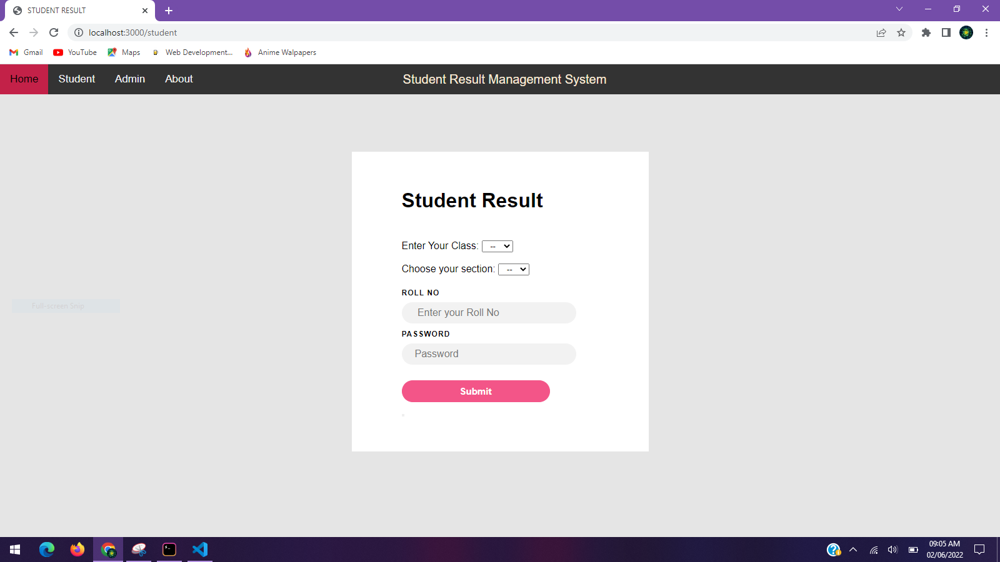 STUDENT RESULT
localhost:3000/student
Gmail YouTube Maps Web Development... Anime Walpapers
Home Student Admin About Student Result Management System
Student Result
Enter Your Class: --
Choose your section: --
ROLL NO
Full-screen Snip
Enter your Roll No
PASSWORD
Password
Submit
09:05 AM
02/06/2022